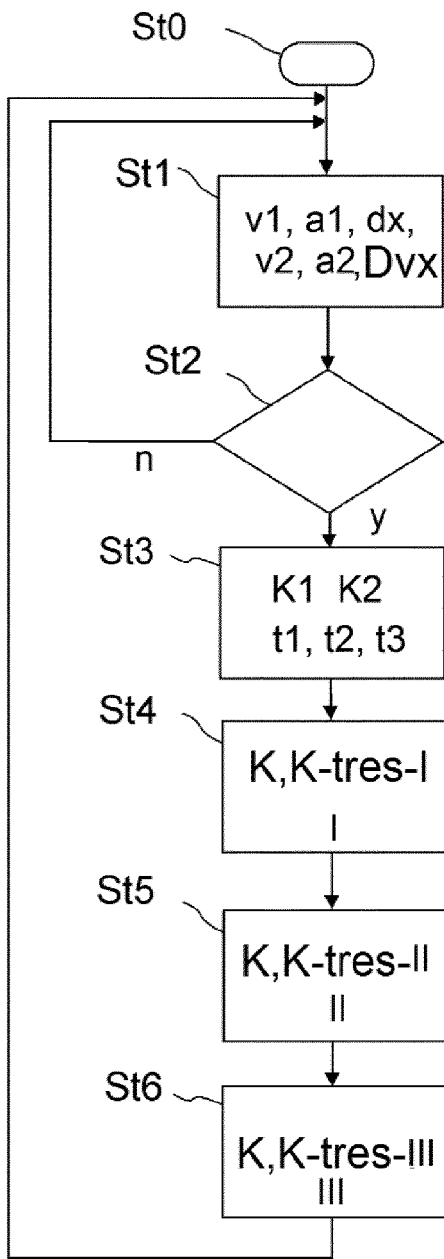 St0
St1
v1, a1, dx,
v2, a2, Dvx
St2
n
y
St3
K1 K2
t1, t2, t3
St4
K,K-tres-I
I
St5
K,K-tres-II
II
St6
K,K-tres-III
III